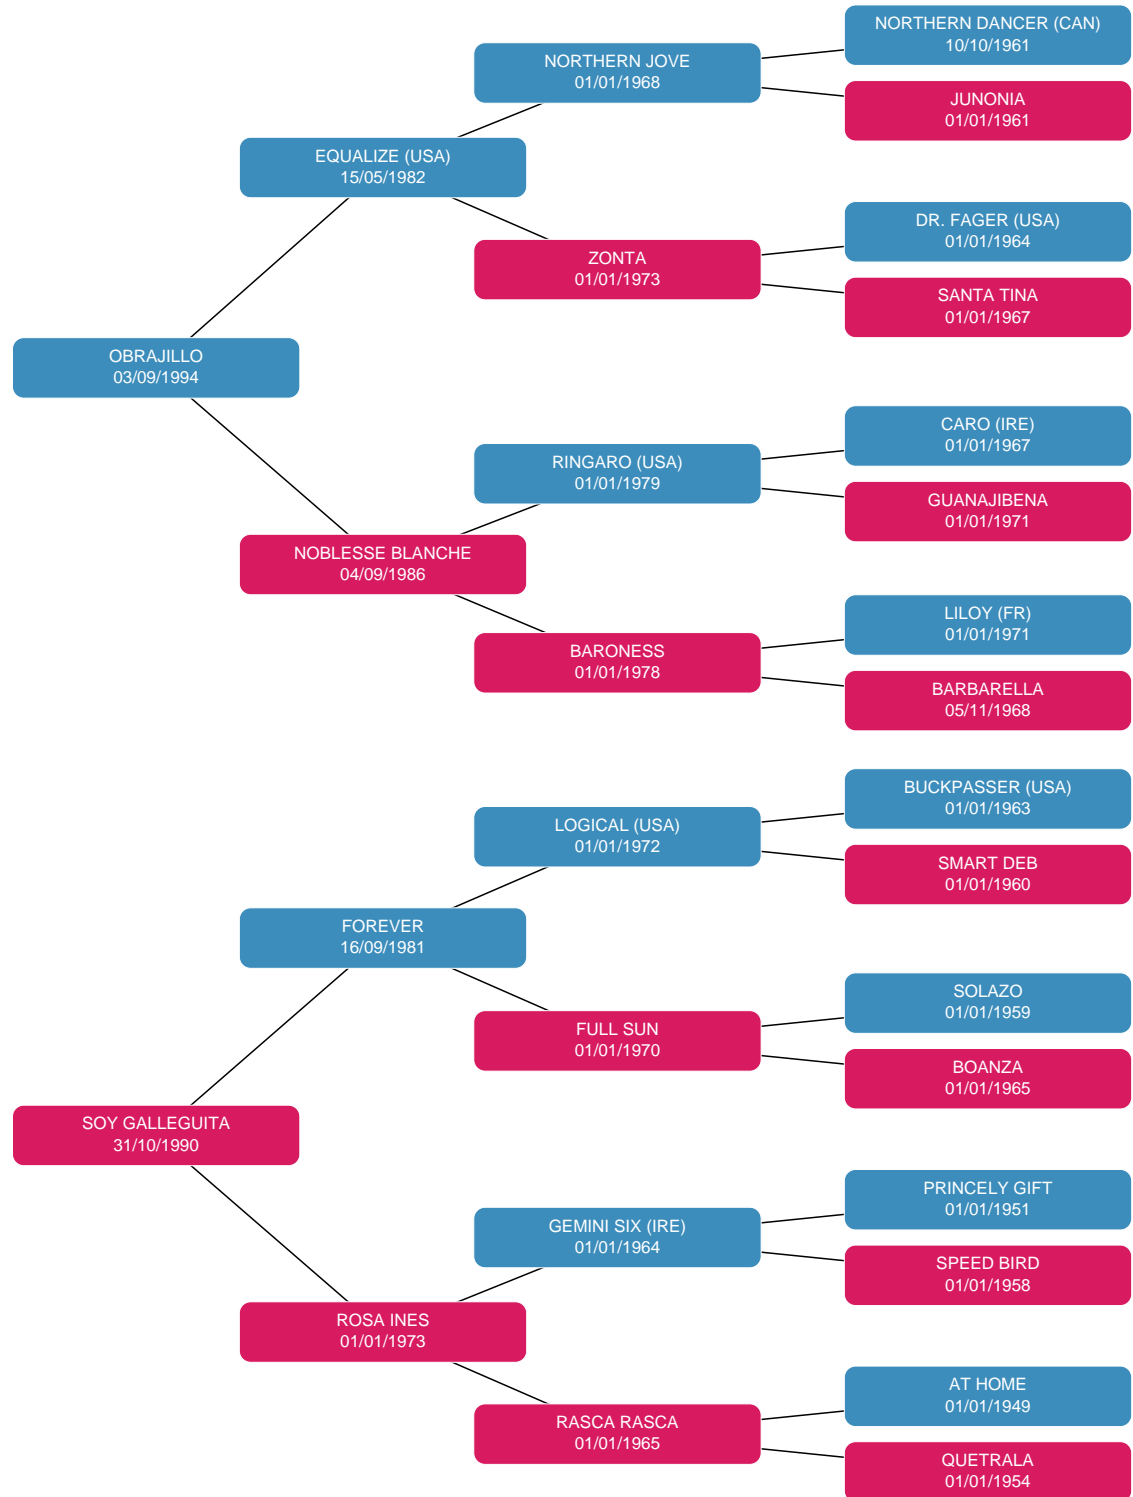 NORTHERN DANCER (CAN)
10/10/1961
NORTHERN JOVE
01/01/1968
JUNONIA
01/01/1961
EQUALIZE (USA)
15/05/1982
DR. FAGER (USA)
01/01/1964
ZONTA
01/01/1973
SANTA TINA
01/01/1967
OBRAJILLO
03/09/1994
CARO (IRE)
01/01/1967
RINGARO (USA)
01/01/1979
GUANAJIBENA
01/01/1971
NOBLESSE BLANCHE
04/09/1986
LILOY (FR)
01/01/1971
BARONESS
01/01/1978
BARBARELLA
05/11/1968
BUCKPASSER (USA)
01/01/1963
LOGICAL (USA)
01/01/1972
SMART DEB
01/01/1960
FOREVER
16/09/1981
SOLAZO
01/01/1959
FULL SUN
01/01/1970
BOANZA
01/01/1965
SOY GALLEGUITA
31/10/1990
PRINCELY GIFT
01/01/1951
GEMINI SIX (IRE)
01/01/1964
SPEED BIRD
01/01/1958
ROSA INES
01/01/1973
AT HOME
01/01/1949
RASCA RASCA
01/01/1965
QUETRALA
01/01/1954